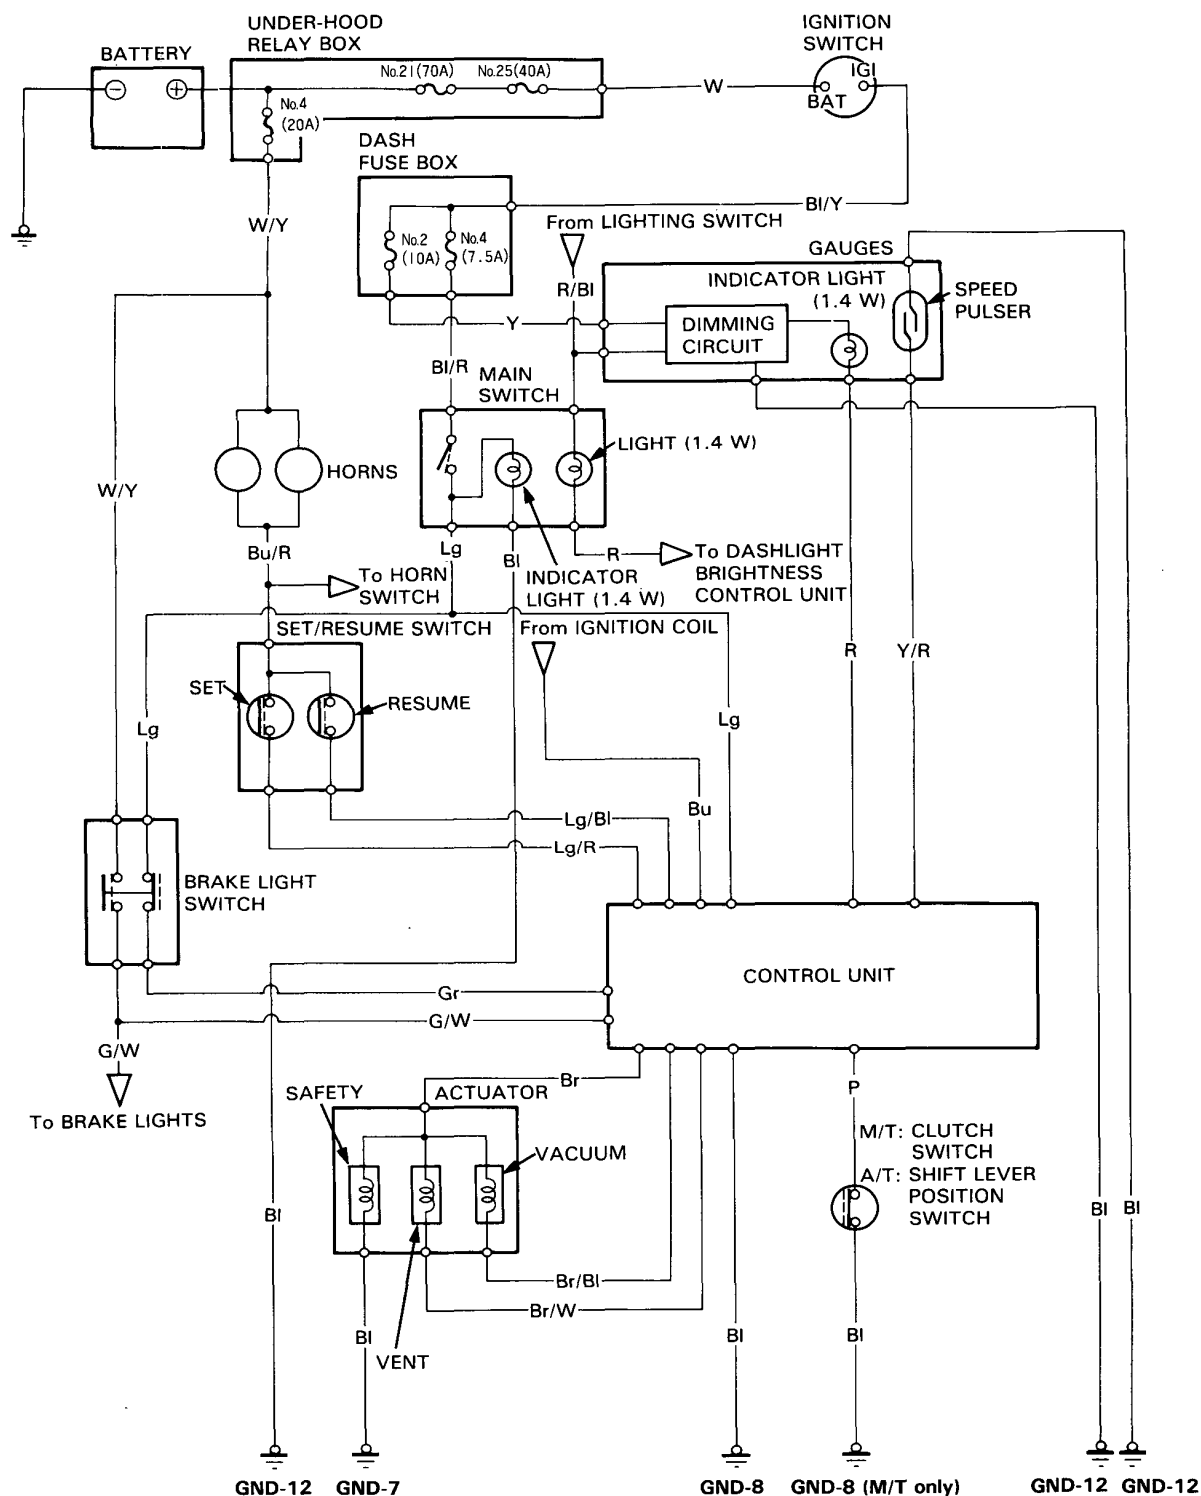 UNDER-HOOD
RELAY BOX
IGNITION
SWITCH
BATTERY
No.21(70A)
No.25(40A)
IGI
BAT
W
No.4
(20A)
DASH
FUSE BOX
Bl/Y
W/Y
From LIGHTING SWITCH
No.2
(10A)
No.4
(7.5A)
GAUGES
INDICATOR LIGHT
(1.4 W)
SPEED
PULSER
R/Bl
Y
DIMMING
CIRCUIT
Bl/R
MAIN
SWITCH
LIGHT (1.4 W)
HORNS
W/Y
Bu/R
Lg
Bl
R
To DASHLIGHT
BRIGHTNESS
CONTROL UNIT
INDICATOR
LIGHT (1.4 W)
To HORN
SWITCH
SET/RESUME SWITCH
From IGNITION COIL
R
Y/R
SET
RESUME
Lg
Lg
Bu
Lg/Bl
Lg/R
BRAKE LIGHT
SWITCH
CONTROL UNIT
Gr
G/W
G/W
To BRAKE LIGHTS
SAFETY
Br
ACTUATOR
P
VACUUM
M/T: CLUTCH
SWITCH
A/T: SHIFT LEVER
POSITION
SWITCH
Bl
Bl
Bl
Br/Bl
Br/W
Bl
VENT
Bl
Bl
GND-12
GND-7
GND-8
GND-8 (M/T only)
GND-12
GND-12